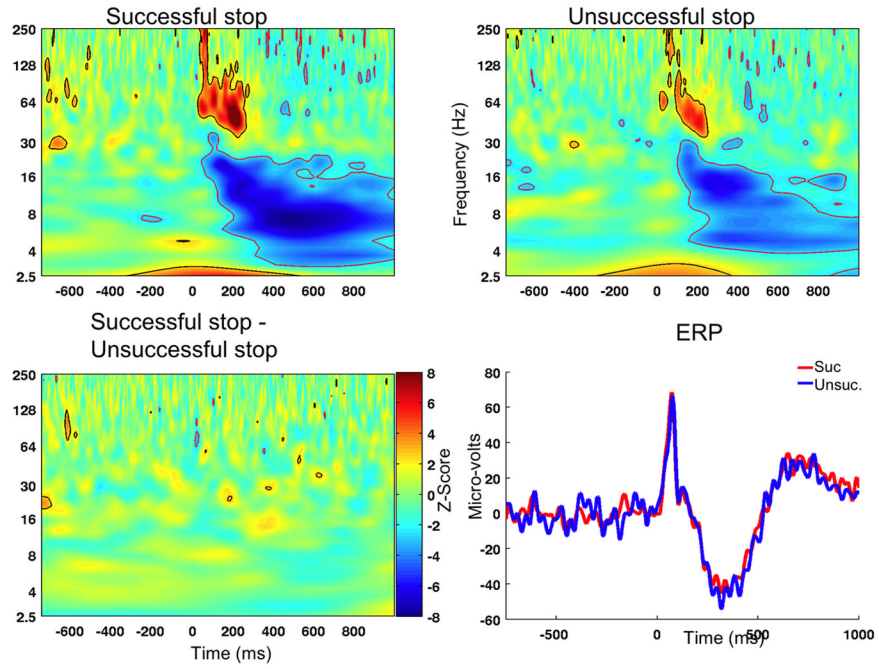 Successful stop
Unsuccessful stop
250
128
64
30
16
8
4
2.5
-600 -400 -200 0 200 400 600 800
Frequency (Hz)
250
128
64
30
16
8
4
2.5
-600 -400 -200 0 200 400 600 800
Successful stop -
Unsuccessful stop
250
128
64
30
16
8
4
2.5
-600 -400 -200 0 200 400 600 800
Time (ms)
8
6
4
2
0
-2
-4
-6
-8
Z-Score
ERP
Suc
Unsuc.
Micro-volts
80
60
40
20
0
-20
-40
-60
-500 0 500 1000
Time (ms)